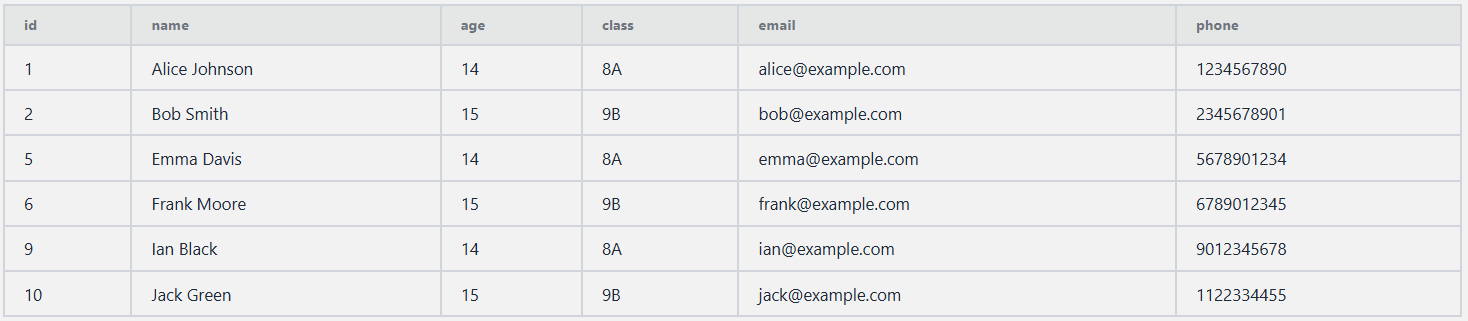 id name age class email phone
1 Alice Johnson 14 8A alice@example.com 1234567890
2 Bob Smith 15 9B bob@example.com 2345678901
5 Emma Davis 14 8A emma@example.com 5678901234
6 Frank Moore 15 9B frank@example.com 6789012345
9 Ian Black 14 8A ian@example.com 9012345678
10 Jack Green 15 9B jack@example.com 1122334455